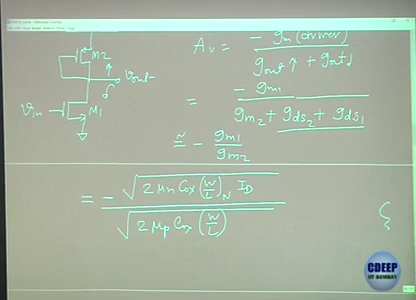 M2
Vout
Vin
M1
Av = - gm (driver) / gout↑ + gout↓
= - gm1 / gm2 + gds2 + gds1
≅ - gm1 / gm2
= - √(2 μn Cox (W/L)N ID) / √(2 μp Cox (W/L))
CDEEP
IIT BOMBAY